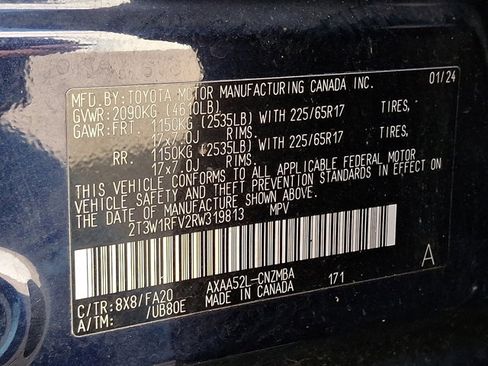 MFD. BY: TOYOTA MOTOR MANUFACTURING CANADA INC. 01/24
GVWR: 2090KG (4610LB)
GAWR: FRT. 1150KG (2535LB) WITH 225/65R17 TIRES,
17x7.0J RIMS.
RR. 1150KG (2535LB) WITH 225/65R17 TIRES,
17x7.0J RIMS.
THIS VEHICLE CONFORMS TO ALL APPLICABLE FEDERAL MOTOR
VEHICLE SAFETY AND THEFT PREVENTION STANDARDS IN EFFECT
ON THE DATE OF MANUFACTURE SHOWN ABOVE.
2T3W1RFV2RW319813 MPV
A
C/TR: 8X8/FA20 AXAA52L-CNZMBA 171
A/TM: /UB80E MADE IN CANADA